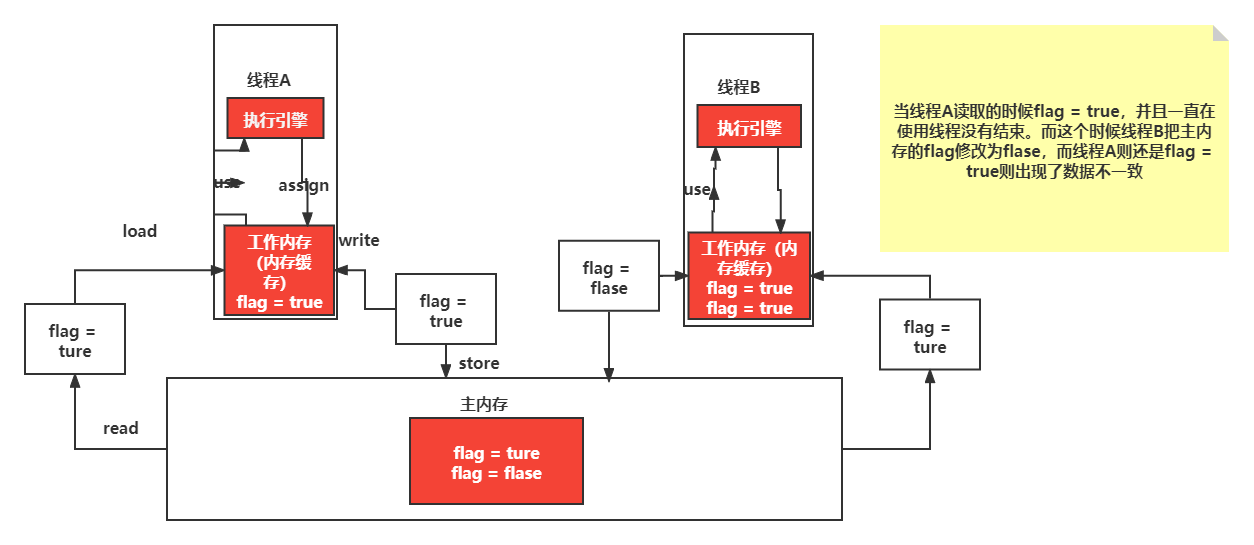 线程A
执行引擎
use
assign
load
工作内存
（内存缓
存）
flag = true
write
flag =
ture
flag =
true
store
read
主内存
flag = ture
flag = flase
flag =
flase
线程B
执行引擎
use
工作内存（内
存缓存）
flag = true
flag = true
flag =
ture
当线程A读取的时候flag = true，并且一直在
使用线程没有结束。而这个时候线程B把主内
存的flag修改为flase，而线程A则还是flag =
true则出现了数据不一致